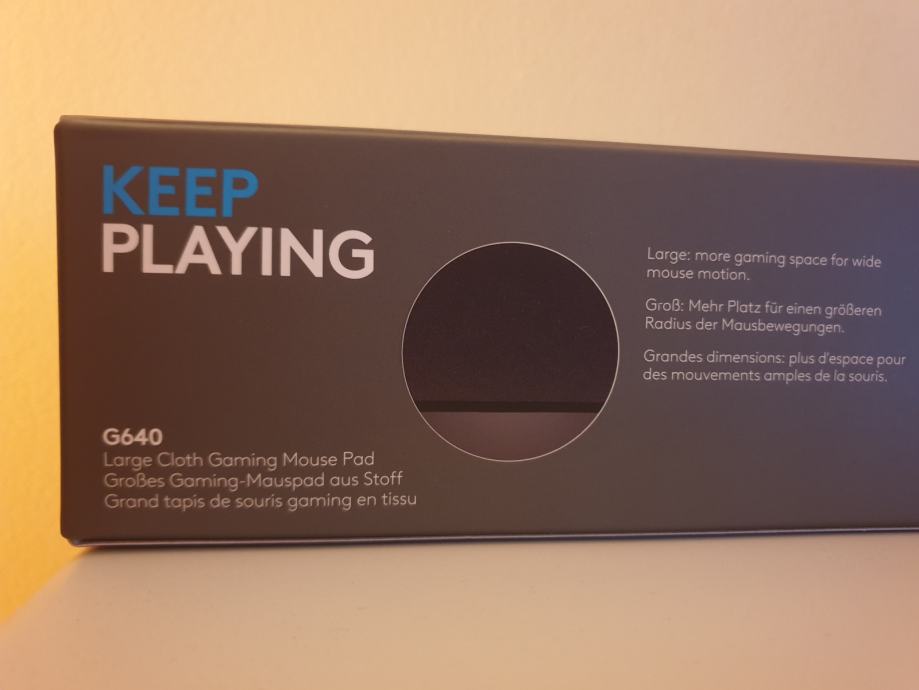 KEEP
PLAYING
G640
Large Cloth Gaming Mouse Pad
Großes Gaming-Mauspad aus Stoff
Grand tapis de souris gaming en tissu
Large: more gaming space for wide
mouse motion.
Groß: Mehr Platz für einen größeren
Radius der Mausbewegungen.
Grandes dimensions: plus d'espace pour
des mouvements amples de la souris.